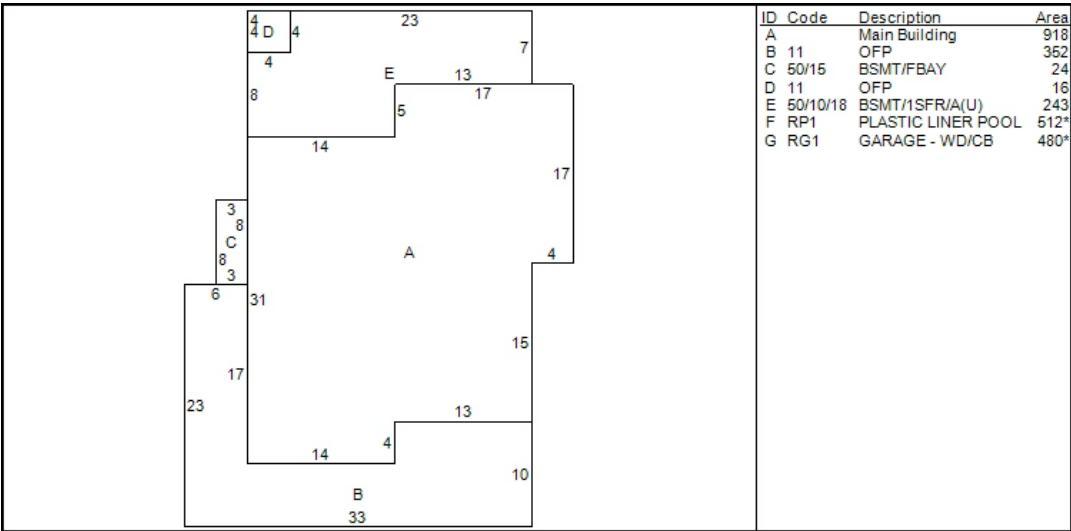 4 23
4 D 4 7
4
E 13
17
8
5
14
17
3
8
C
A
8
4
3
6
31
15
17
23
13
4
14
10
B
33
ID Code Description Area
A Main Building 918
B 11 OFP 352
C 50/15 BSMT/FBAY 24
D 11 OFP 16
E 50/10/18 BSMT/1SFR/A(U) 243
F RP1 PLASTIC LINER POOL 512*
G RG1 GARAGE - WD/CB 480*